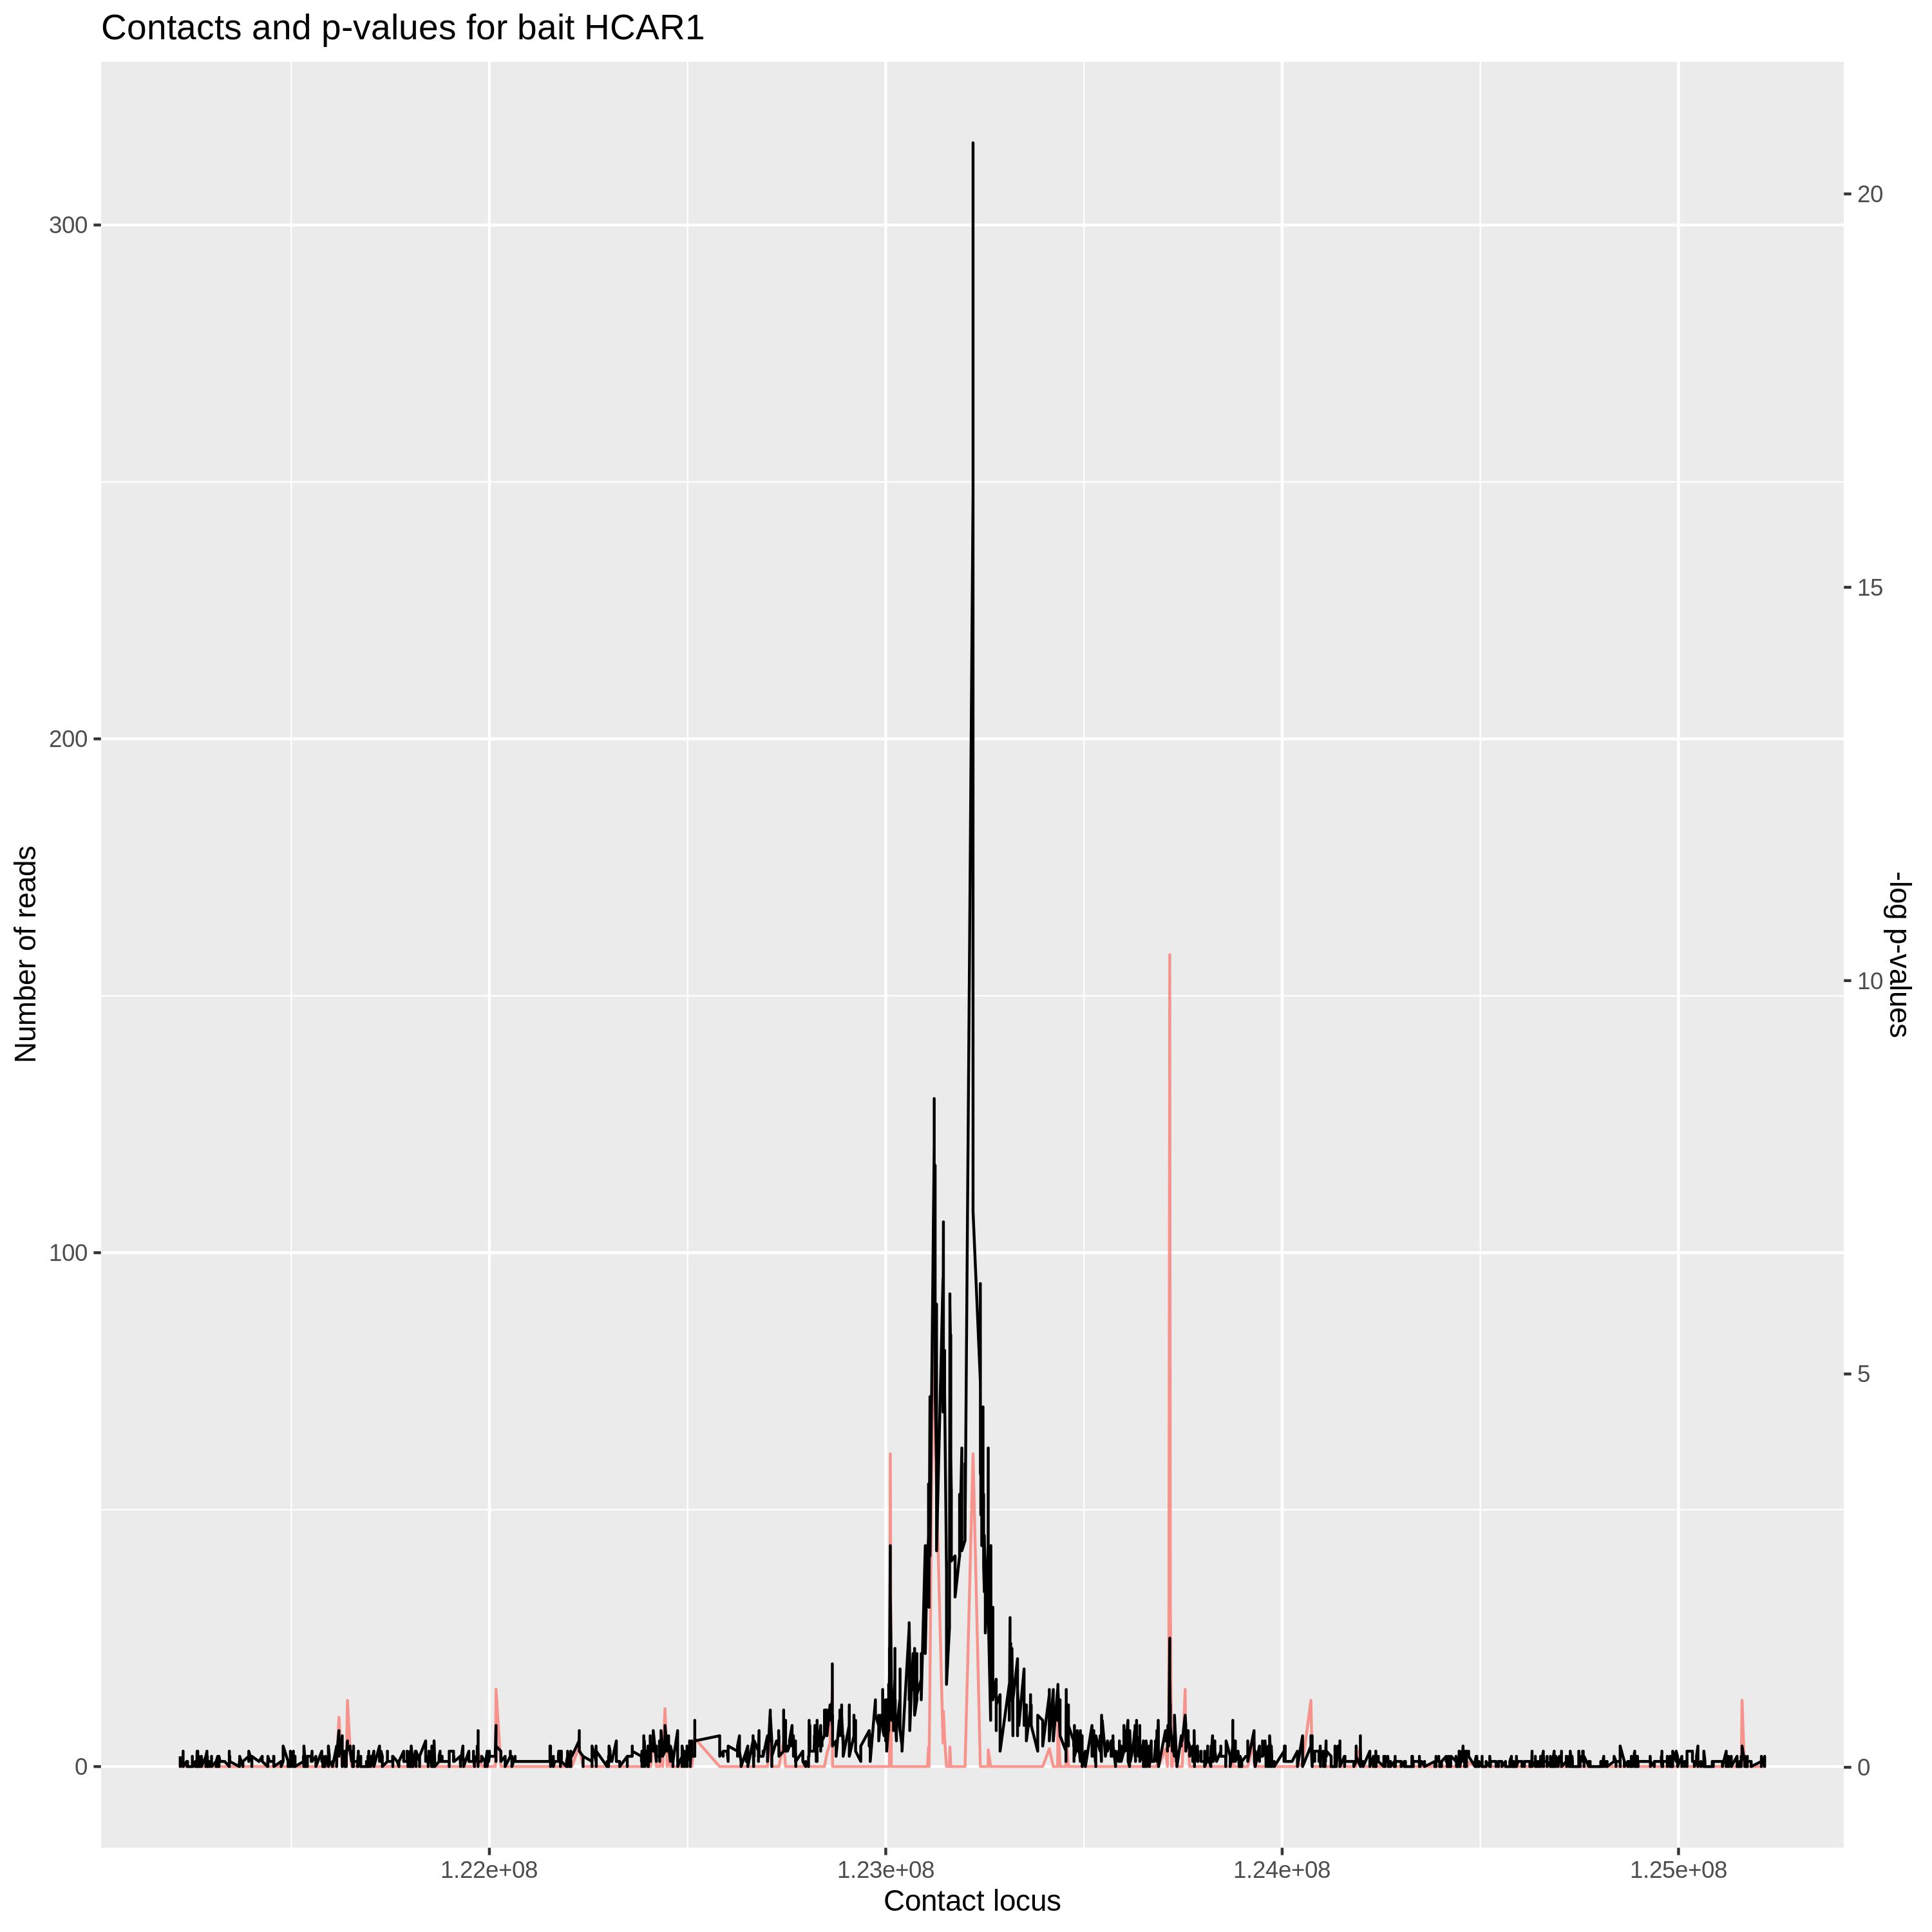 Contacts and p-values for bait HCAR1
300
200
100
0
Number of reads
20
15
10
5
0
-log p-values
1.22e+08
1.23e+08
1.24e+08
1.25e+08
Contact locus